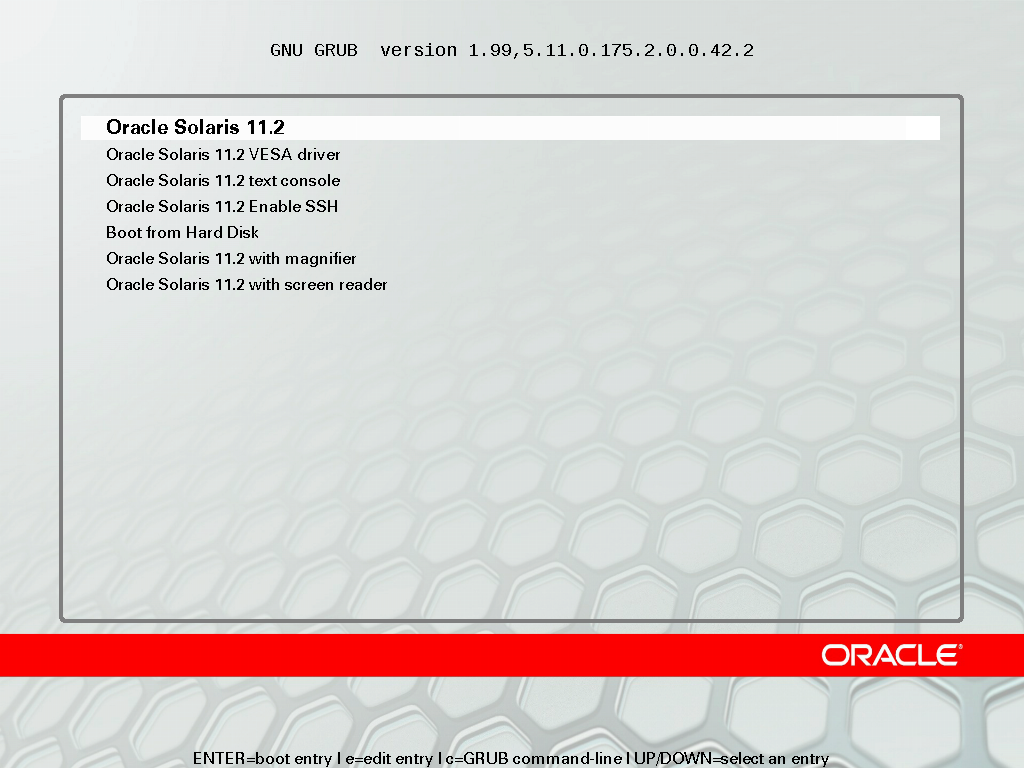 GNU GRUB  version 1.99,5.11.0.175.2.0.0.42.2
Oracle Solaris 11.2
Oracle Solaris 11.2 VESA driver
Oracle Solaris 11.2 text console
Oracle Solaris 11.2 Enable SSH
Boot from Hard Disk
Oracle Solaris 11.2 with magnifier
Oracle Solaris 11.2 with screen reader
ORACLE®
ENTER=boot entry | e=edit entry | c=GRUB command-line | UP/DOWN=select an entry